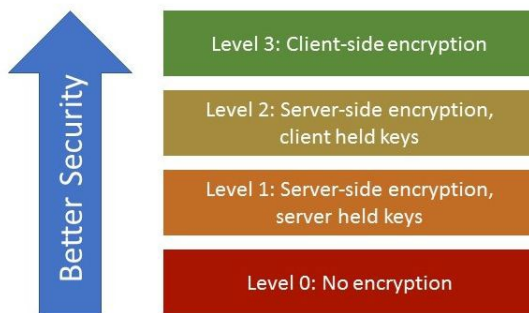 Better Security
Level 3: Client-side encryption
Level 2: Server-side encryption,
client held keys
Level 1: Server-side encryption,
server held keys
Level 0: No encryption